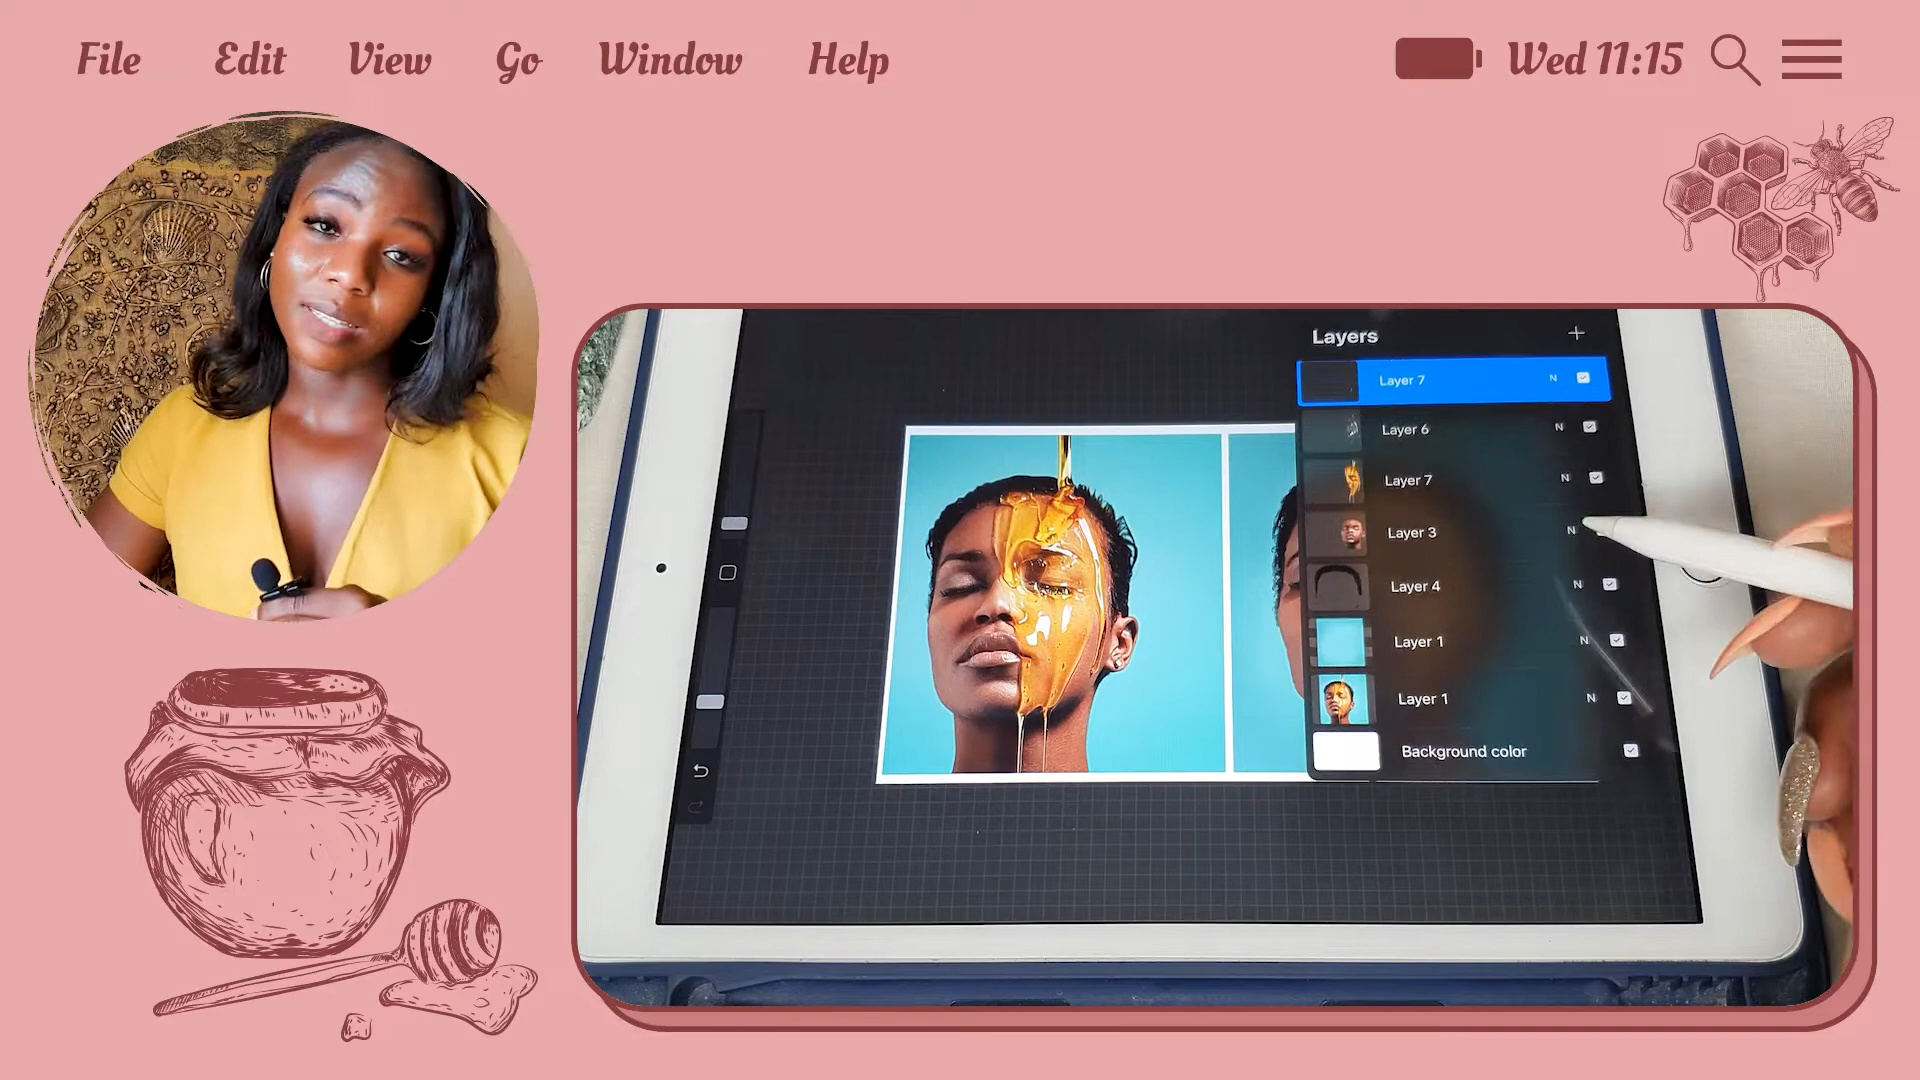 File Edit View Go Window Help Wed 11:15
Layers
Layer 7 N
Layer 6 N
Layer 7 N
Layer 3 N
Layer 4 N
Layer 1 N
Layer 1 N
Background color